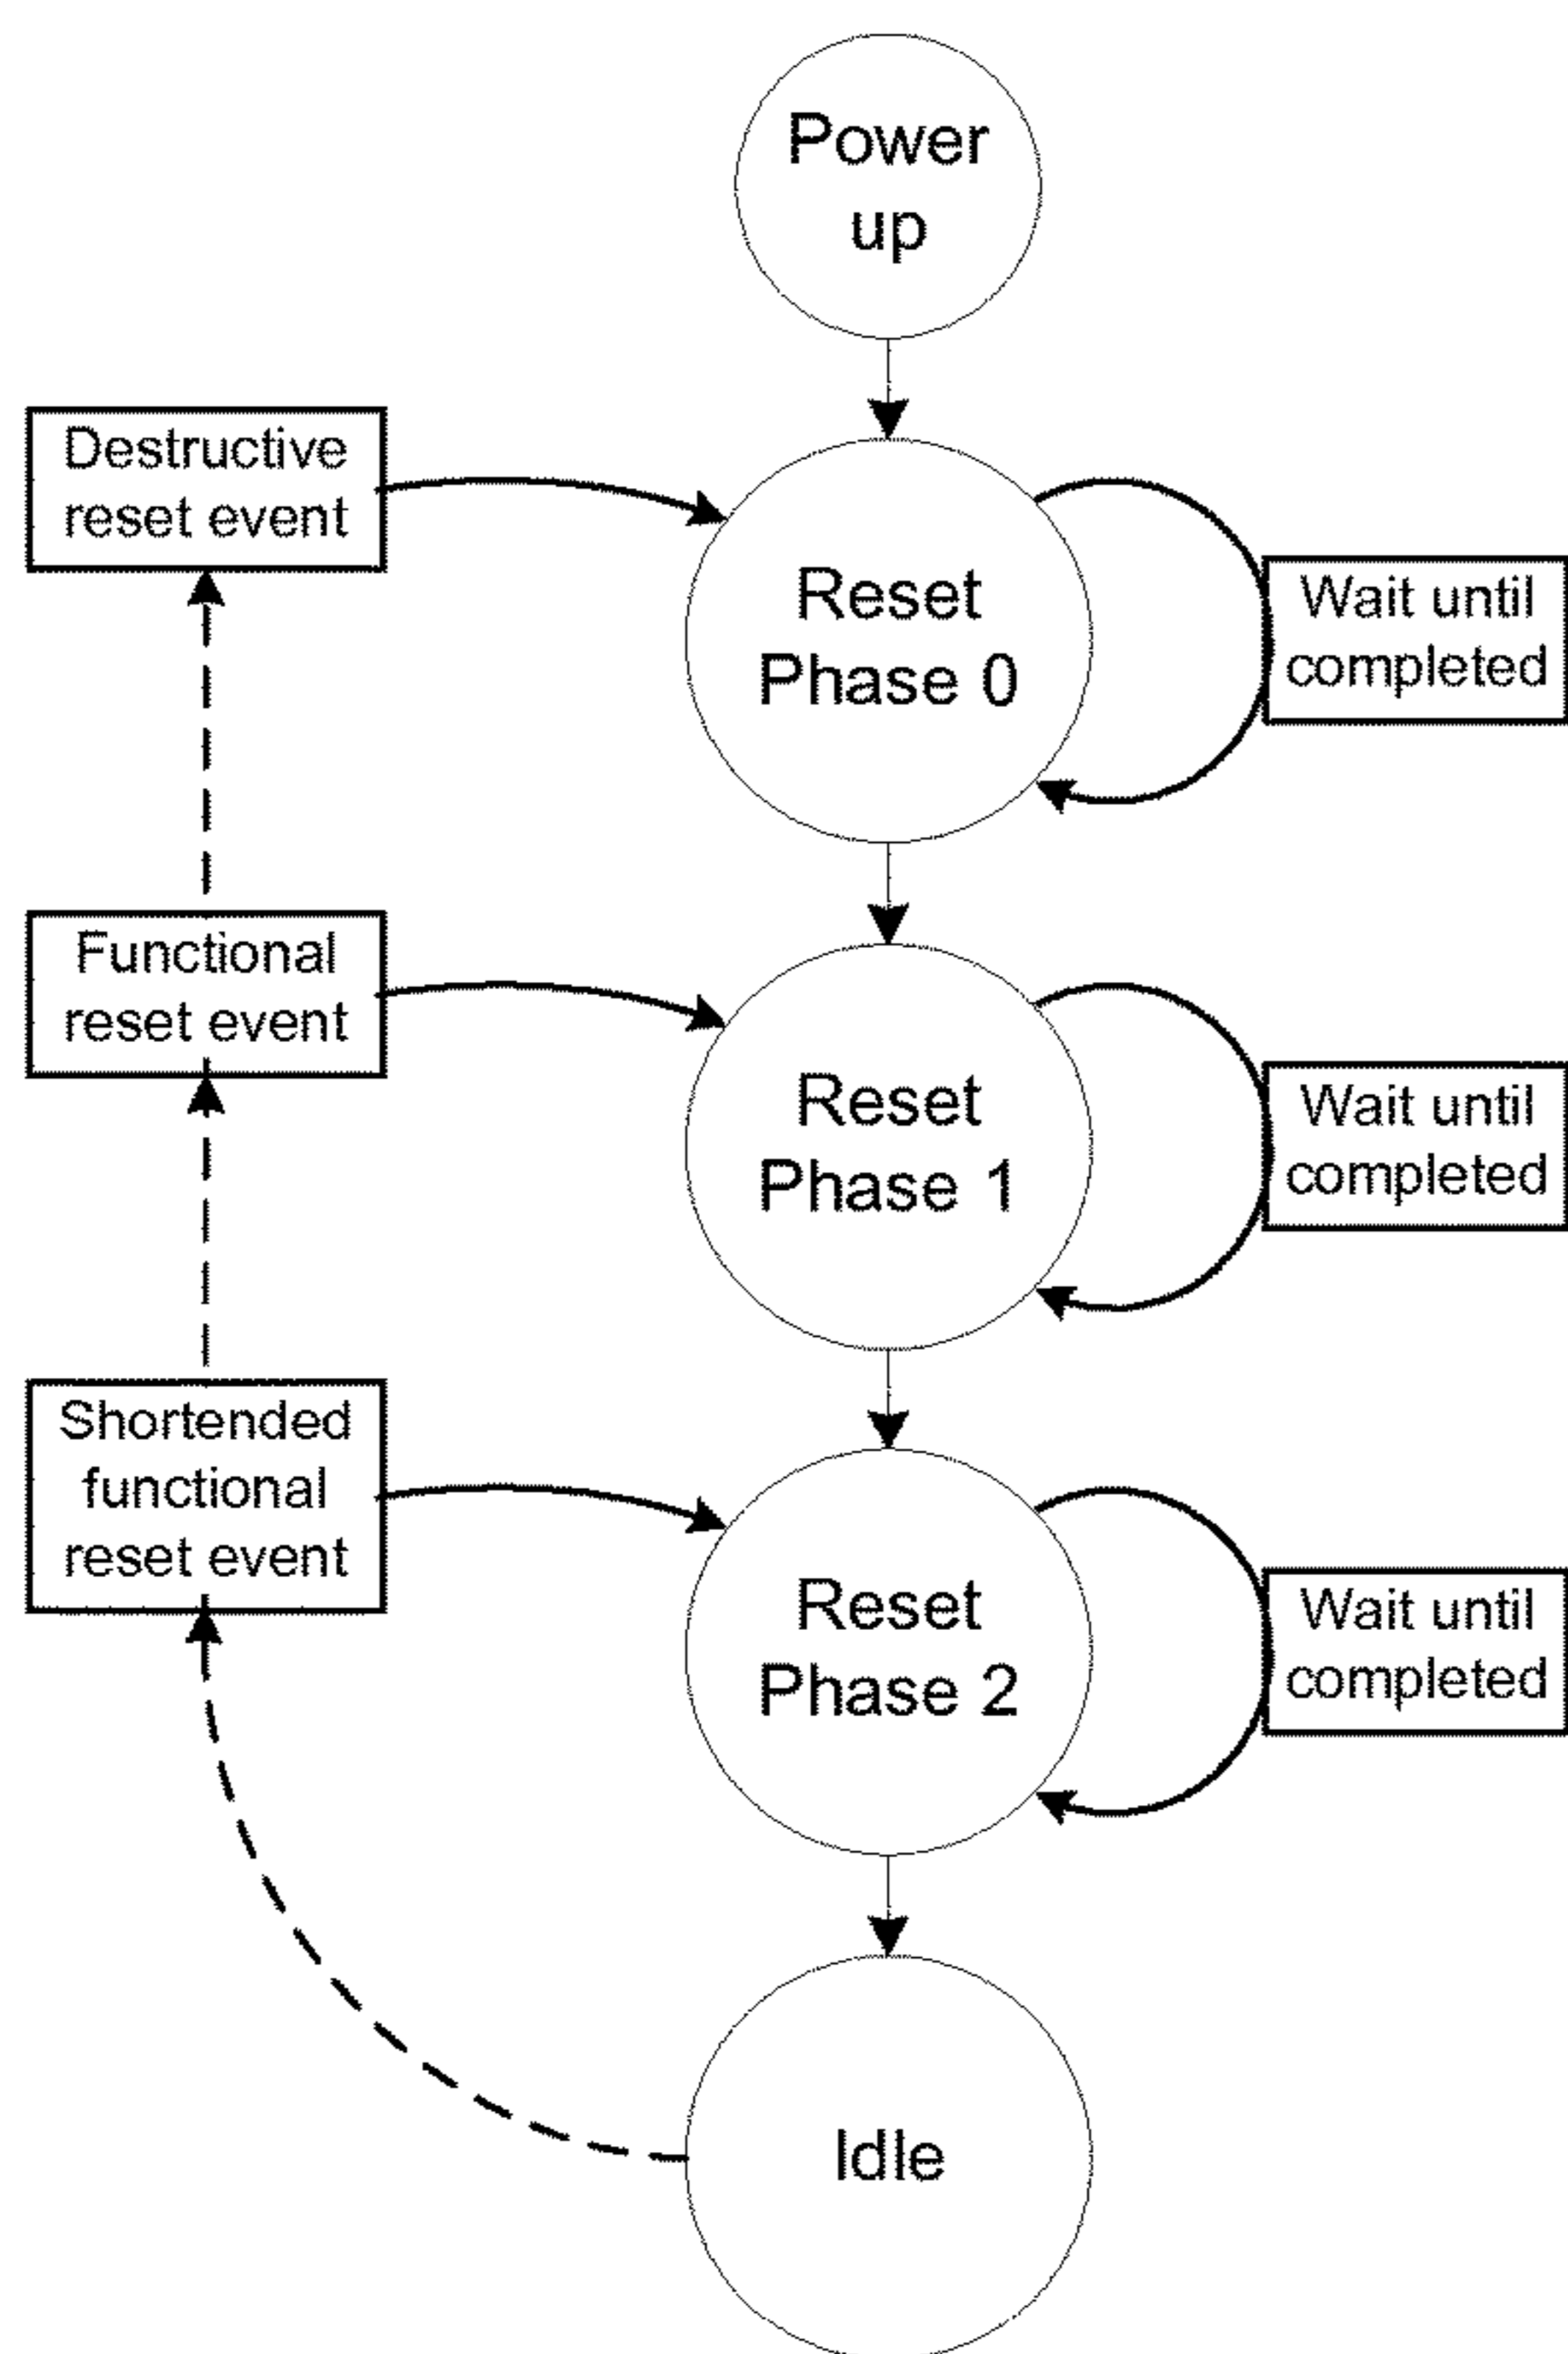 Power
up
Destructive
reset event
Reset
Phase 0
Wait until
completed
Functional
reset event
Reset
Phase 1
Wait until
completed
Shortended
functional
reset event
Reset
Phase 2
Wait until
completed
Idle